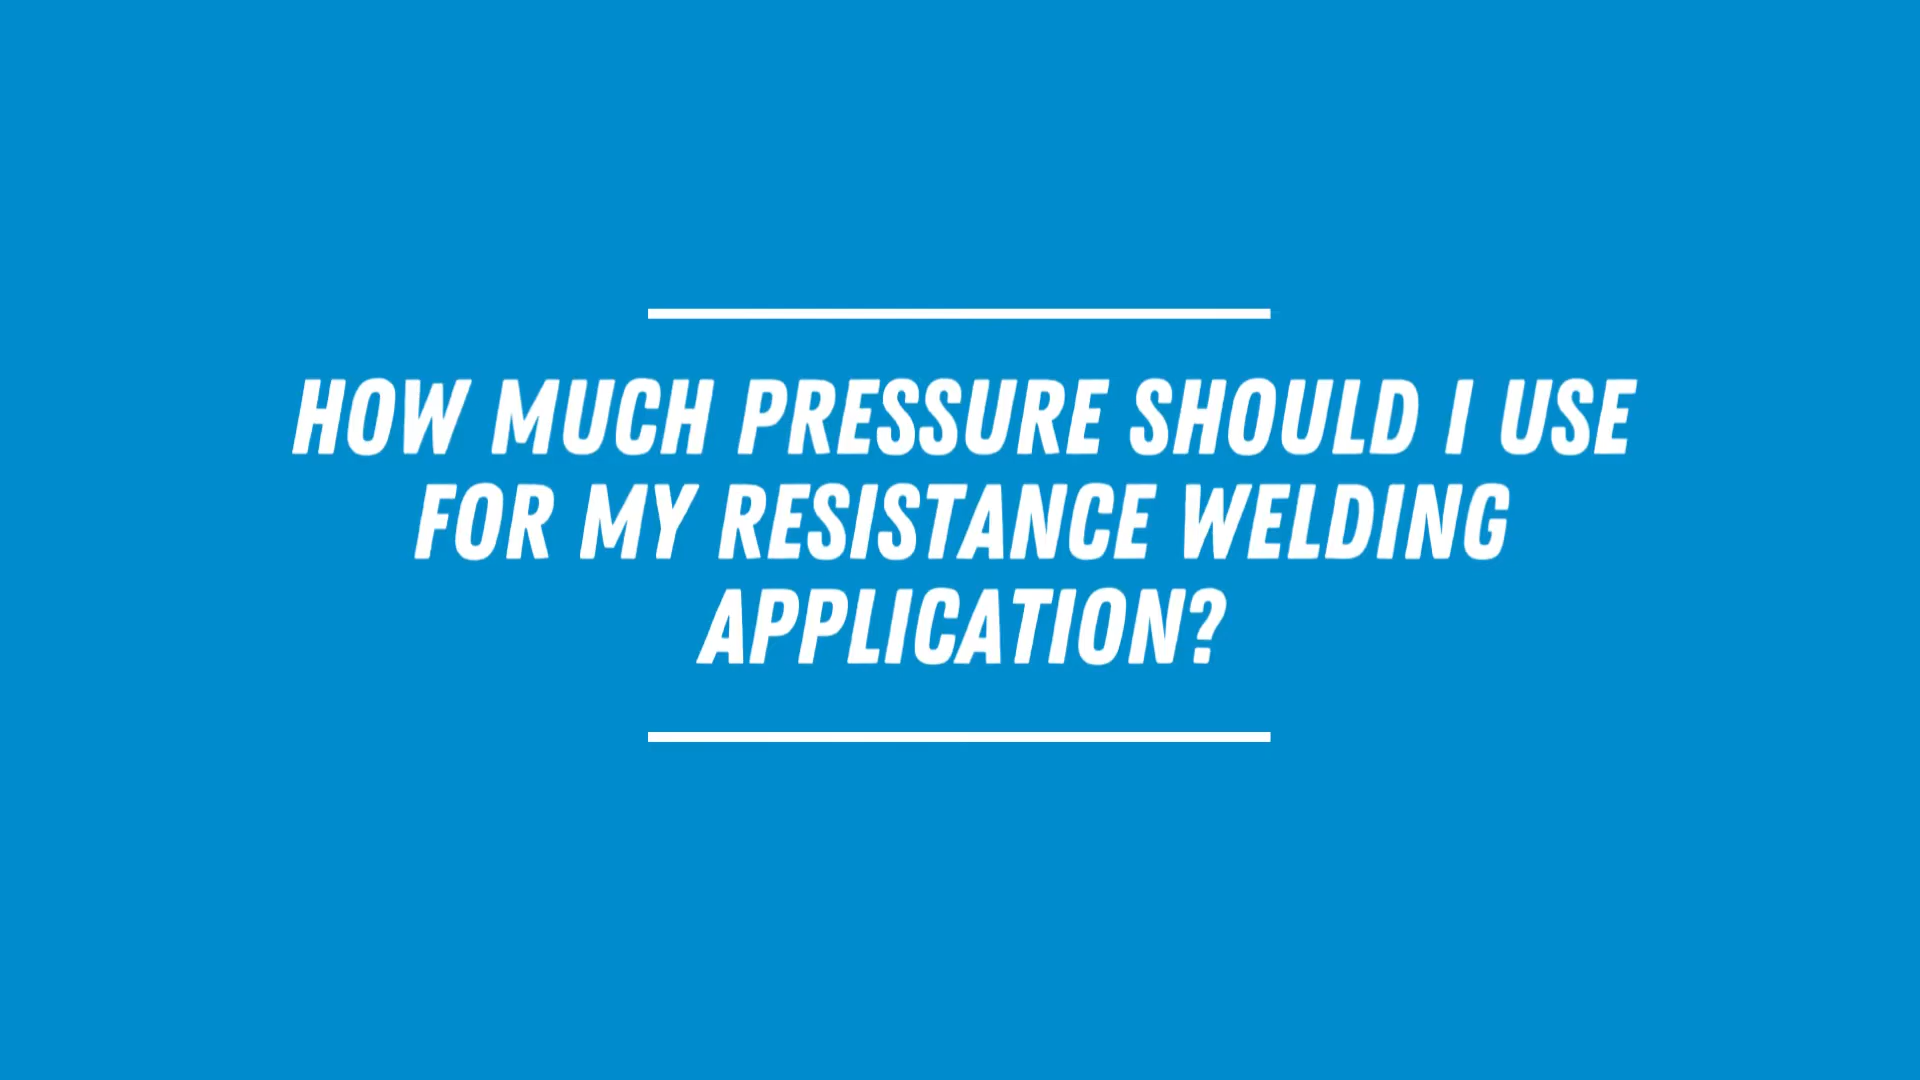 HOW MUCH PRESSURE SHOULD I USE
FOR MY RESISTANCE WELDING
APPLICATION?